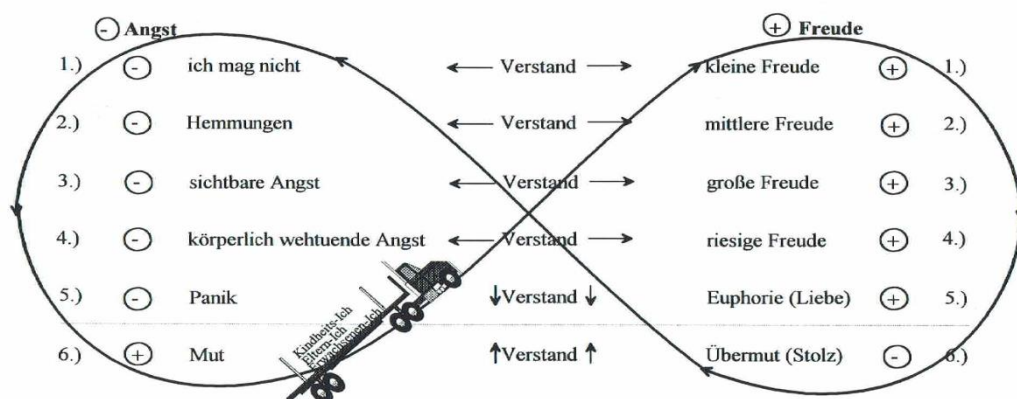 - Angst + Freude
1.) - ich mag nicht ← Verstand → kleine Freude + 1.)
2.) - Hemmungen ← Verstand → mittlere Freude + 2.)
3.) - sichtbare Angst ← Verstand → große Freude + 3.)
4.) - körperlich wehtuende Angst ← Verstand → riesige Freude + 4.)
5.) - Panik ↓ Verstand ↓ Euphorie (Liebe) + 5.)
6.) + Mut ↑ Verstand ↑ Übermut (Stolz) - 6.)
Kindheits-Ich
Eltern-Ich
Erwachsenen-Ich